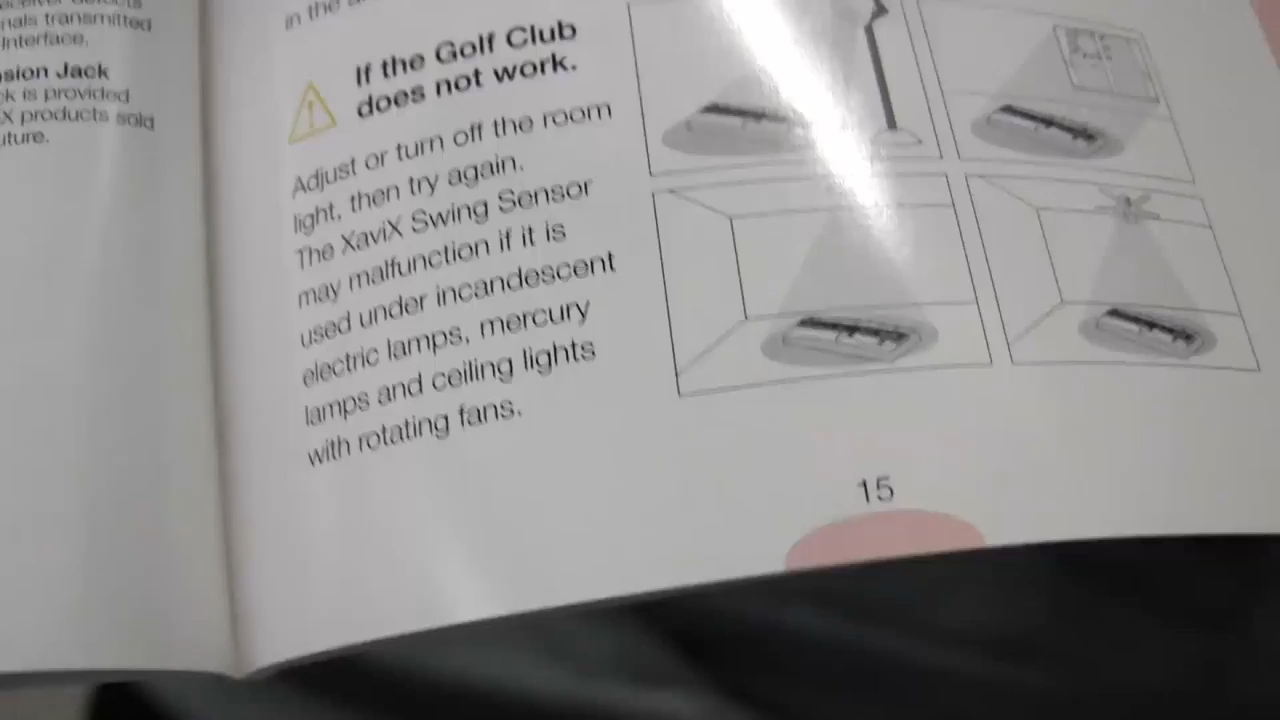 nals transmitted
Interface.
sion Jack
k is provided
X products sold
uture.
in the
If the Golf Club
does not work.
Adjust or turn off the room
light, then try again.
The XaviX Swing Sensor
may malfunction if it is
used under incandescent
electric lamps, mercury
lamps and ceiling lights
with rotating fans.
15